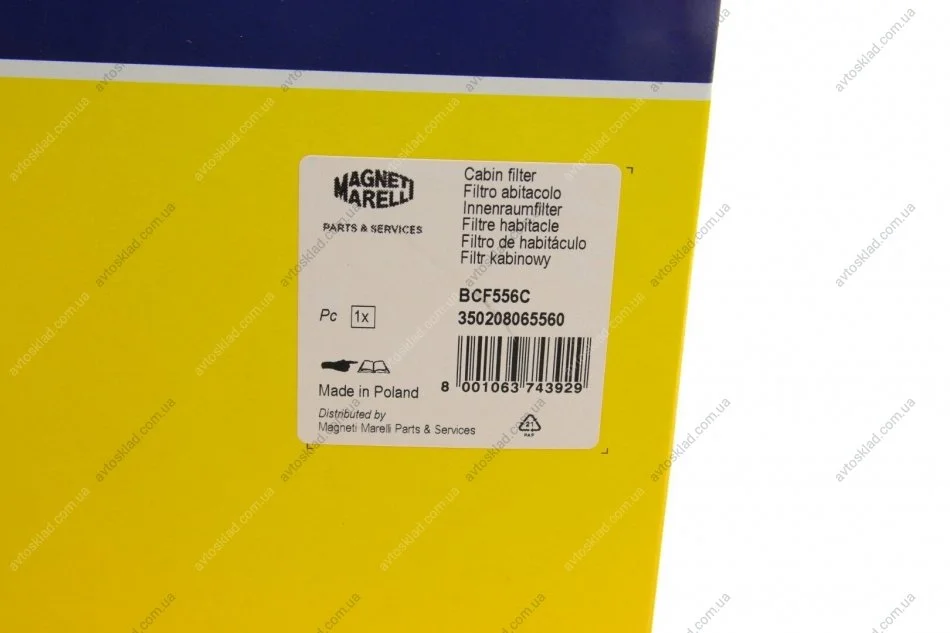 MAGNETI
MARELLI
PARTS & SERVICES
Cabin filter
Filtro abitacolo
Innenraumfilter
Filtre habitacle
Filtro de habitáculo
Filtr kabinowy
BCF556C
350208065560
Pc 1x
8 001063 743929
Made in Poland
Distributed by
Magneti Marelli Parts & Services
21
PAP
avtosklad.com.ua